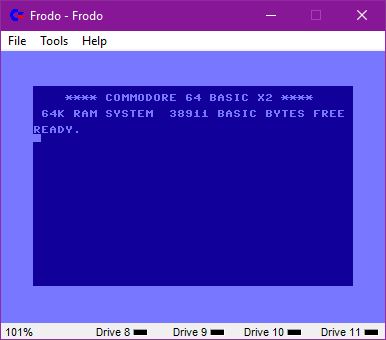 Frodo - Frodo
File Tools Help
**** COMMODORE 64 BASIC X2 ****
64K RAM SYSTEM 38911 BASIC BYTES FREE
READY.
101% Drive 8 Drive 9 Drive 10 Drive 11